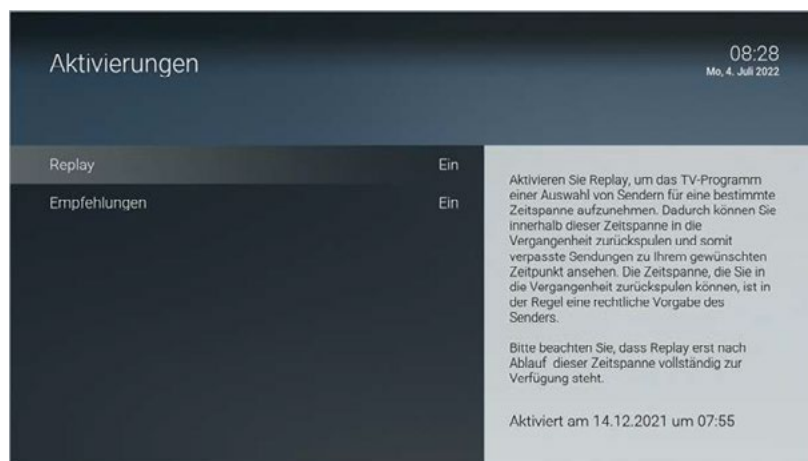 Aktivierungen
08:28
Mo, 4. Juli 2022
Replay Ein
Empfehlungen Ein
Aktivieren Sie Replay, um das TV-Programm
einer Auswahl von Sendern für eine bestimmte
Zeitspanne aufzunehmen. Dadurch können Sie
innerhalb dieser Zeitspanne in die
Vergangenheit zurückspulen und somit
verpasste Sendungen zu Ihrem gewünschten
Zeitpunkt ansehen. Die Zeitspanne, die Sie in
die Vergangenheit zurückspulen können, ist in
der Regel eine rechtliche Vorgabe des
Senders.
Bitte beachten Sie, dass Replay erst nach
Ablauf dieser Zeitspanne vollständig zur
Verfügung steht.
Aktiviert am 14.12.2021 um 07:55